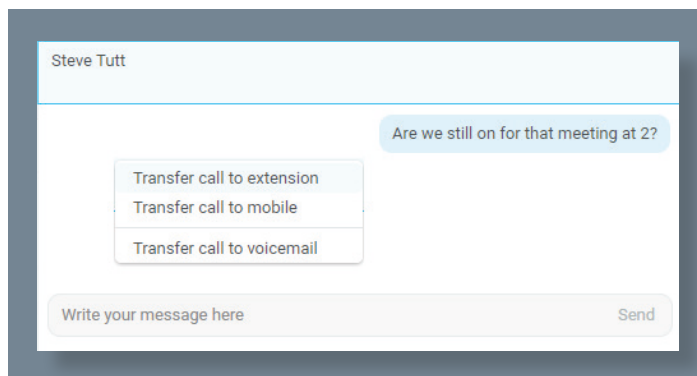 Steve Tutt
Are we still on for that meeting at 2?
Transfer call to extension
Transfer call to mobile
Transfer call to voicemail
Write your message here
Send